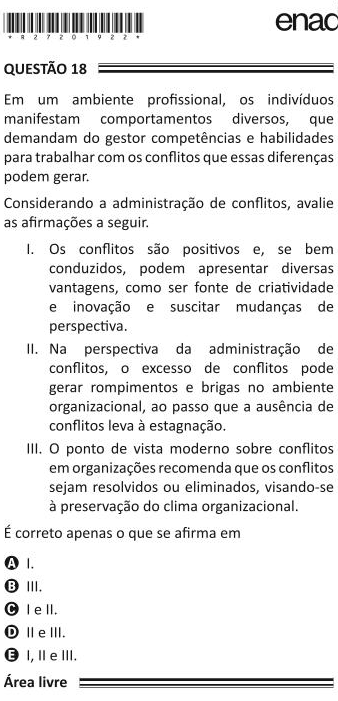 * R 2 7 2 0 1 9 2 2 *
enad
QUESTÃO 18
Em um ambiente profissional, os indivíduos
manifestam comportamentos diversos, que
demandam do gestor competências e habilidades
para trabalhar com os conflitos que essas diferenças
podem gerar.
Considerando a administração de conflitos, avalie
as afirmações a seguir.
I. Os conflitos são positivos e, se bem
conduzidos, podem apresentar diversas
vantagens, como ser fonte de criatividade
e inovação e suscitar mudanças de
perspectiva.
II. Na perspectiva da administração de
conflitos, o excesso de conflitos pode
gerar rompimentos e brigas no ambiente
organizacional, ao passo que a ausência de
conflitos leva à estagnação.
III. O ponto de vista moderno sobre conflitos
em organizações recomenda que os conflitos
sejam resolvidos ou eliminados, visando-se
à preservação do clima organizacional.
É correto apenas o que se afirma em
A I.
B III.
C I e II.
D II e III.
E I, II e III.
Área livre